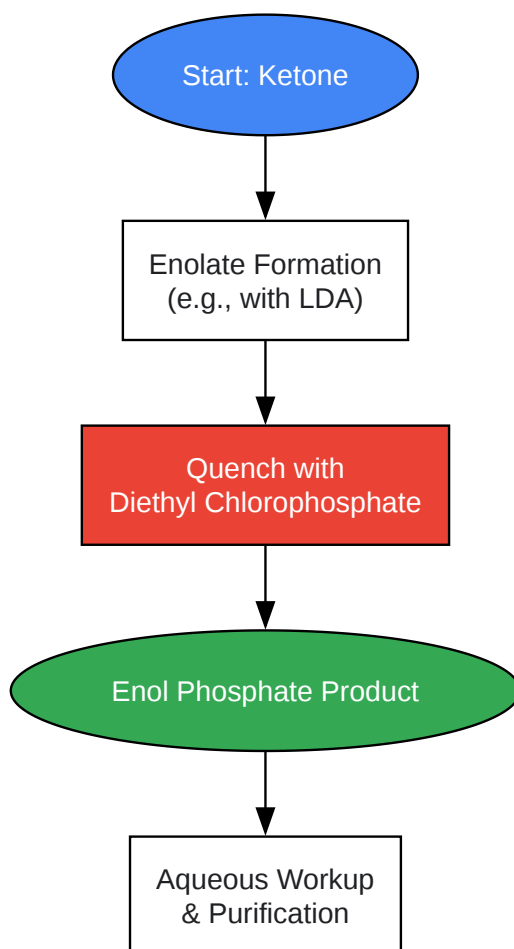 Start: Ketone
Enolate Formation
(e.g., with LDA)
Quench with
Diethyl Chlorophosphate
Enol Phosphate Product
Aqueous Workup
& Purification